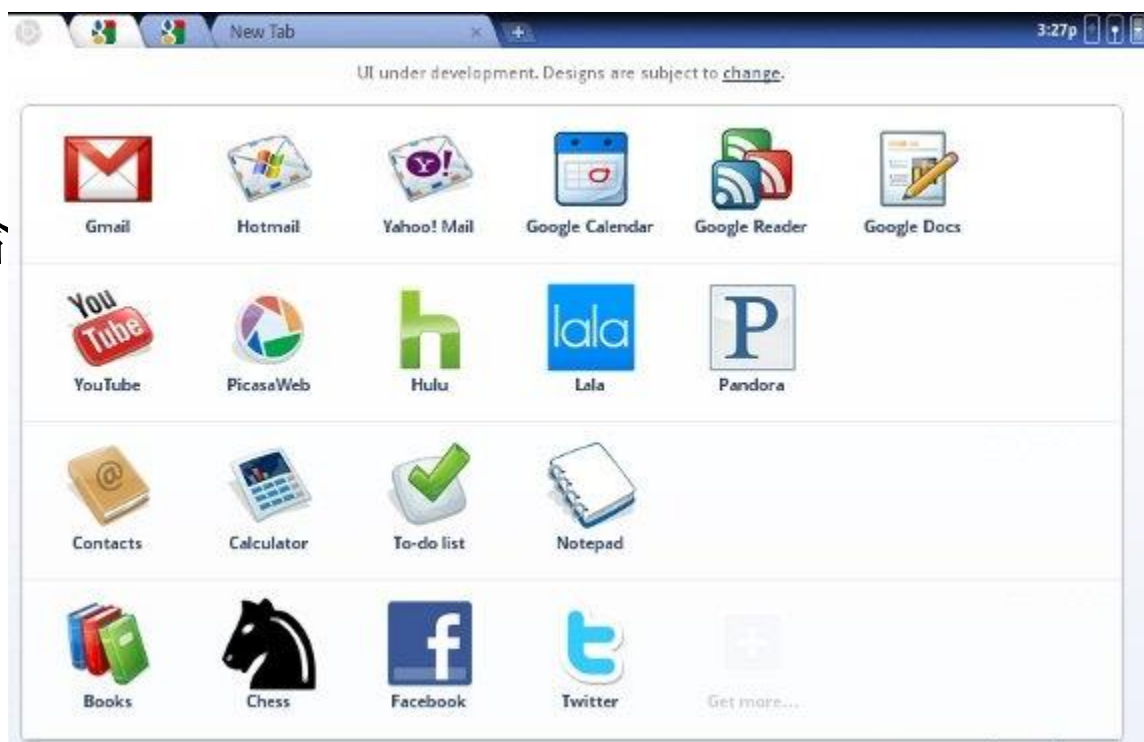 New Tab
3:27p
UI under development. Designs are subject to change.
Gmail Hotmail Yahoo! Mail Google Calendar Google Reader Google Docs
You
Tube
lala
P
YouTube PicasaWeb Hulu Lala Pandora
@
Contacts Calculator To-do list Notepad
f
t
Books Chess Facebook Twitter Get more...